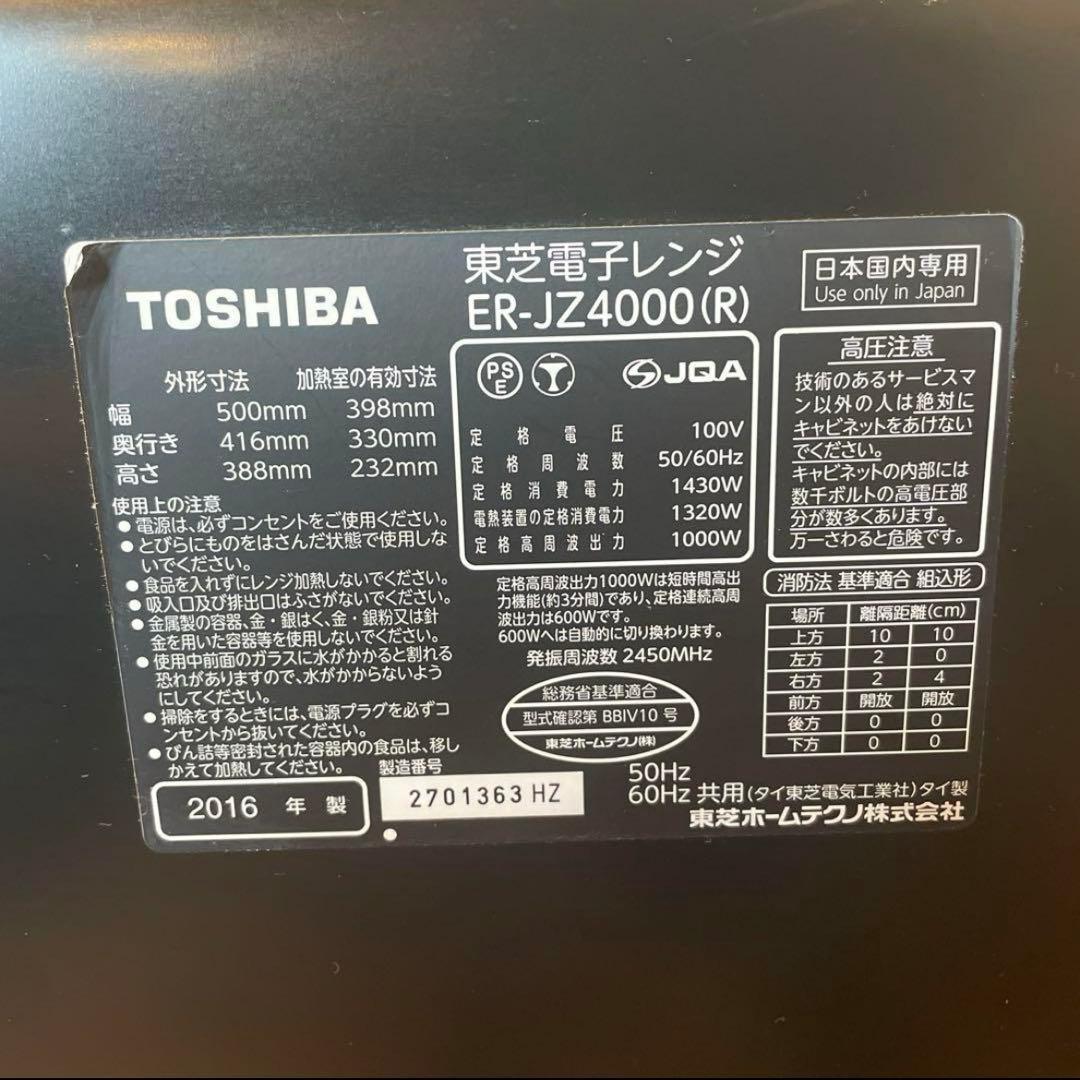 TOSHIBA
東芝電子レンジ
ER-JZ4000(R)
日本国内専用
Use only in Japan
外形寸法 加熱室の有効寸法
幅 500mm 398mm
奥行き 416mm 330mm
高さ 388mm 232mm
使用上の注意
●電源は、必ずコンセントをご使用ください。
●とびらにものをはさんだ状態で使用しな
いでください。
●食品を入れずにレンジ加熱しないでください。
●吸入口及び排出口はふさがないでください。
●金属製の容器、金・銀はく、金・銀粉又は針
金を用いた容器等を使用しないでください。
●使用中前面のガラスに水がかかると割れる
恐れがありますので、水がかからないよう
にしてください。
●掃除をするときには、電源プラグを必ずコ
ンセントから抜いてください。
●びん詰等密封された容器内の食品は、移し
かえて加熱してください。
2016 年 製
製造番号
2701363 HZ
PS
E
JQA
定格電圧 100V
定格周波数 50/60Hz
定格消費電力 1430W
電熱装置の定格消費電力 1320W
定格高周波出力 1000W
定格高周波出力1000Wは短時間高出
力機能(約3分間)であり、定格連続高周
波出力は600Wです。
600Wへは自動的に切り換わります。
発振周波数 2450MHz
総務省基準適合
型式確認第 BBIV10 号
東芝ホームテクノ(株)
高圧注意
技術のあるサービスマ
ン以外の人は絶対に
キャビネットをあけない
でください。
キャビネットの内部には
数千ボルトの高電圧部
分が数多くあります。
万一さわると危険です。
消防法 基準適合 組込形
場所 離隔距離(cm)
上方 10 10
左方 2 0
右方 2 4
前方 開放 開放
後方 0 0
下方 0 0
50Hz
60Hz 共用(タイ東芝電気工業社)タイ製
東芝ホームテクノ株式会社